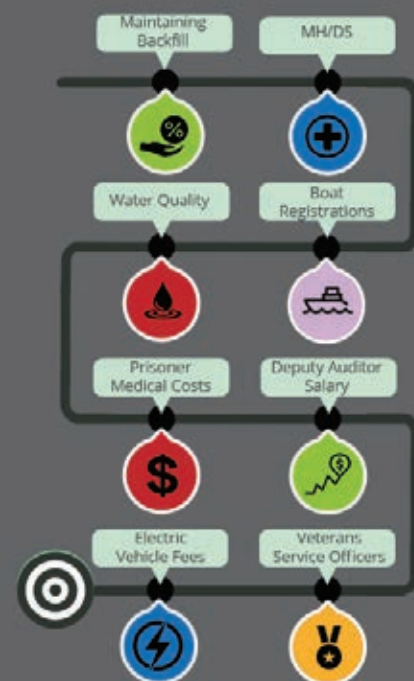 Maintaining
Backfill
MH/DS
Water Quality
Boat
Registrations
Prisoner
Medical Costs
Deputy Auditor
Salary
Electric
Vehicle Fees
Veterans
Service Officers